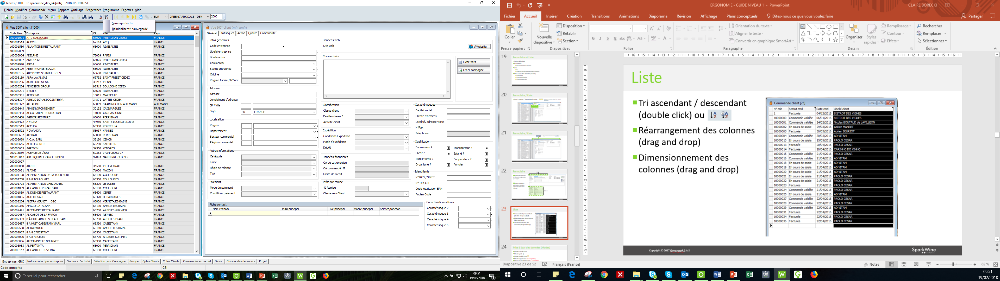 Jeeves / 10.0.0.16.sparkwine_dev_v4 [mfr] 2018-02-19 09:51
Fichier Modifier Commande Menu Rapport Outillage Rechercher Programme Fenêtres Aide
EUR GREENSPARK S.A.S - DEV 2000
Sauvegarder tri
Réinitialiser tri sauvegardé
Vue 360° client [1000]
Code tiers Entreprise CP Ville Pays
100001001 A.T. & ASSOCIES 66029 PERPIGNAN CEDEX FRANCE
100001514 ACOVIS 62144 ACQ FRANCE
100001556 ALLANTOINE RESTAURANT 66600 RIVESALTES FRANCE
100002039
100003004 ADELPHE 75009 PARIS FRANCE
100003007 ADELFA 66 66025 PERPIGNAN CEDEX FRANCE
100004920 AIPSA 66600 RIVESALTES FRANCE
100005109 ABER PROPRETE AZUR 66600 RIVESALTES FRANCE
100005135 ABC PROCESS INDUSTRIES 66600 RIVESALTES FRANCE
100005159 ALFA LAVAL SAS 69792 SAINT PRIEST CEDEX FRANCE
100005206 AGRI SUD EST SA 38217 VIENNE FRANCE
100005234 ADHESION GROUP 92513 BOULOGNE CEDEX FRANCE
100005291 5 SUR 5 66600 RIVESALTES FRANCE
100005381 ALTERINK 13015 MARSEILLE FRANCE
100005397 AIRSUD IGP ASSOC.INTERPR. 34871 LATTES CEDEX FRANCE
100005422 ALL AUDIT 66009 SAARBRUCHEN ALLEMAGNE ALLEMAGNE
100005443 ABH ENVIRONNEMENT 30132 CAISSARGUES FRANCE
100005453 ACCO SABINE FORMATION 11000 CARCASSONNE FRANCE
100005458 AGINOR PEINTURE 66000 PERPIGNAN FRANCE
100005472 A VIGNA 44980 SAINTE LUCE SUR LOIRE FRANCE
100005513 ACCU66 66300 PONTEILLA FRANCE
100005592 7 D'ARMOR 56037 VANNES FRANCE
100005637 ALPHA'B 66000 PERPIGNAN FRANCE
100005638 A.C.A. SARL 33150 CENON FRANCE
100005645 ACR SECURITE 66280 SALEILLES FRANCE
100005655 AGROVIN 34350 VENDRES FRANCE
100015889 AGENCE DE L'EAU 69363 LYON CEDEX 07 FRANCE
100016047 AIR LIQUIDE FRANCE INDUST 92894 NANTERRE CEDEX 9 FRANCE
200000027
200000058 ABRIC 34560 VILLEVEYRAC FRANCE
200000061 ALAINE 71000 MACON FRANCE
200001198 ALIMENTATION DE LA TOUR EURL 66190 COLLIOURE FRANCE
200001708 8 A 8 TOULOUGES 66350 TOULOUGES FRANCE
200001725 ALIMENTATION CHEZ AGNES 66270 LE SOLER FRANCE
200001809 AL CANTOU PIZZAS SARL 66190 COLLIOURE FRANCE
200001859 AL DUENDE RESTAURANT 66400 CERET FRANCE
200001885 AGIT'HE SARL 66420 LE BARCARES FRANCE
200002234 ALEFPA VERNET CGC 66820 VERNET-LES-BAINS FRANCE
200002386 AFICIO CATALANA 66110 AMELIE LES BAINS FRANCE
200002441 ALEXANDRE RESTAURANT 66700 ARGELES-SUR-MER FRANCE
200002487 AL CASOT DE LA FARGA 66400 REYNES FRANCE
200002493 8 À HUIT ARGELES-PLAGE SARL 66700 ARGELES-PLAGE FRANCE
200002497 8 À HUIT CABESTANY SARL 66330 CABESTANY FRANCE
200002568 AL RAPAROU 66110 AMELIE LES BAINS FRANCE
200002907 8 A 8 CABESTANY 66330 CABESTANY FRANCE
200003006 8 A 8 ARGELES 66700 ARGELES SUR MER FRANCE
200003036 ALEXANDRE LE GOURMET 66330 CABESTANY FRANCE
200003053 AL PER'PINYA 66000 PERPIGNAN FRANCE
200003147 AL CANTOU PIZZERIA 66190 COLLIOURE FRANCE
Vue 360° client (mfr:a:mfr)
Général Statistiques Action Qualité Comptabilité
Infos générales
Code entreprise
Libellé entreprise
Libellé autre
Commercial
Statut entreprise
Origine
Régime fiscale / N° acc.
Adresse
Adresse
Complément d'adresse
CP / Ville
Pays FR FRANCE
Localisation
Région
Département
Secteur commercial
Région commercial
Autres informations
Catégorie
Firme
Règle de relance
TVA
Paiement
Mode de paiement
Conditions paiement
Données web
Site web @Website
Commentaire
Fiche tiers
Créer campagne
Classification
Classe client
Famille niveau 5
Activité client
Expédition
Conditions Expédition
Mode d'expédition
Dépôt
Données financières
CA de cet exercice
CA commandé HT
Limite de crédit
Infos sur remise
% Remise
Classe rem Client
Caractéristiques
Capital social
Chiffre d'affaires
Localité, adresse visite
N°Fax
Téléphone
Qualification
Fournisseur ? Transporteur ?
Client ? Salarié ?
Tiers interne ? Coopérateur ?
Organisme ? Annuler
Identifiants
N° RCS / SIRET
N° TVA CEE
Code localisation EAN
Ancien Code
Fiche contact
Nom-Prénom Em@il principal Fixe principal Mobile principal Service/fonction
Caractéristiques libres
Caractéristique 2
Caractéristique 3
Caractéristique 4
Caractéristique 5
Entreprises, GRC Notre contact par entreprise Secteurs d'activité Sélection pour Campagne Groupe Cptes Clients Cptes Clients Commandes en carnet Devis Commandes de service Projet
Code entreprise CBI
Taper ici pour rechercher
09:51
19/02/2018
ERGONOMIE - GUIDE NIVEAU 1 - PowerPoint
CLAIRE BORECKI
Fichier Accueil Insérer Création Transitions Animations Diaporama Révision Affichage Plans conceptuels Dites-nous ce que vous voulez faire Partager
Coller
Presse-papiers
Nouvelle diapositive
Disposition
Rétablir
Section
Diapositives
G I S S abc AV Aa A
Police
Orientation du texte
Aligner le texte
Convertir en graphique SmartArt
Paragraphe
Organiser
Styles rapides
Remplissage
Contour
Effets
Dessin
Rechercher
Remplacer
Sélectionner
Édition
19
Formulaire et Liste
20
Formulaire / Liste
21
Formulaire / Liste
22
Formulaire
23
Liste
24
Mise à jour des données (Modes)
Liste
Tri ascendant / descendant
(double click) ou
Réarrangement des colonnes
(drag and drop)
Dimensionnement des
colonnes (drag and drop)
Commande client [25]
N° cde Statut cmd Date cmd Libellé client
1 Facturée 04/12/2015 BISTROT DES VIGNES
10000000 Commande validée 06/01/2016 BISTROT DES VIGNES
10000001 Commande validée 24/02/2016 Nicolas BOUTAUD de LAVILLEON
10000002 En cours de saisie 29/03/2016 Adrien MANSET
10000003 Facturée 30/03/2016 Adrien BEURIOT
10000004 Commande validée 30/03/2016 AD VITAM
10000010 En cours de saisie 15/05/2016 PAOLO CESAR
10000013 Facturée 20/04/2016 PAOLO CESAR
10000014 Facturée 20/04/2016 CARINHO DO VINHO
10000015 Commande validée 21/04/2016 PAOLO CESAR
10000016 Commande validée 21/04/2016 AD VITAM
10000018 En cours de saisie 21/04/2016 AD VITAM
10000019 En cours de saisie 21/04/2016 AD VITAM
10000020 En cours de saisie 21/04/2016 AD VITAM
10000021 En cours de saisie 21/04/2016 PAOLO CESAR
10000022 En cours de saisie 21/04/2016 PAOLO CESAR
10000023 Facturée 21/04/2016 PAOLO CESAR
10000024 Commande validée 21/04/2016 PAOLO CESAR
10000025 En cours de saisie 21/04/2016 AD VITAM
10000027 Commande validée 22/04/2016 PAOLO CESAR
10000028 Commande validée 22/04/2016 PAOLO CESAR
10000029 Commande validée 22/04/2016 AD VITAM
10000031 Facturée 22/04/2016 PAOLO CESAR
10000034 Facturée 22/04/2016 PAOLO CESAR
10000036 Facturée 22/04/2016 PAOLO CESAR
Copyright © 2017 Greenspark S.A.S
SparkWine
Diapositive 23 de 52 Français (France) Notes 82 %
09:51
19/02/2018